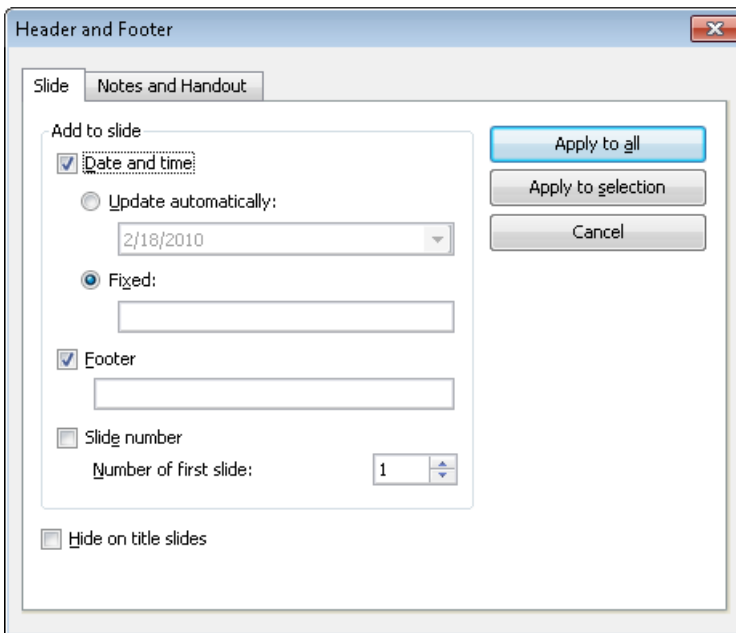 Header and Footer
Slide Notes and Handout
Add to slide
Date and time
Update automatically:
2/18/2010
Fixed:
Footer
Slide number
Number of first slide: 1
Hide on title slides
Apply to all
Apply to selection
Cancel